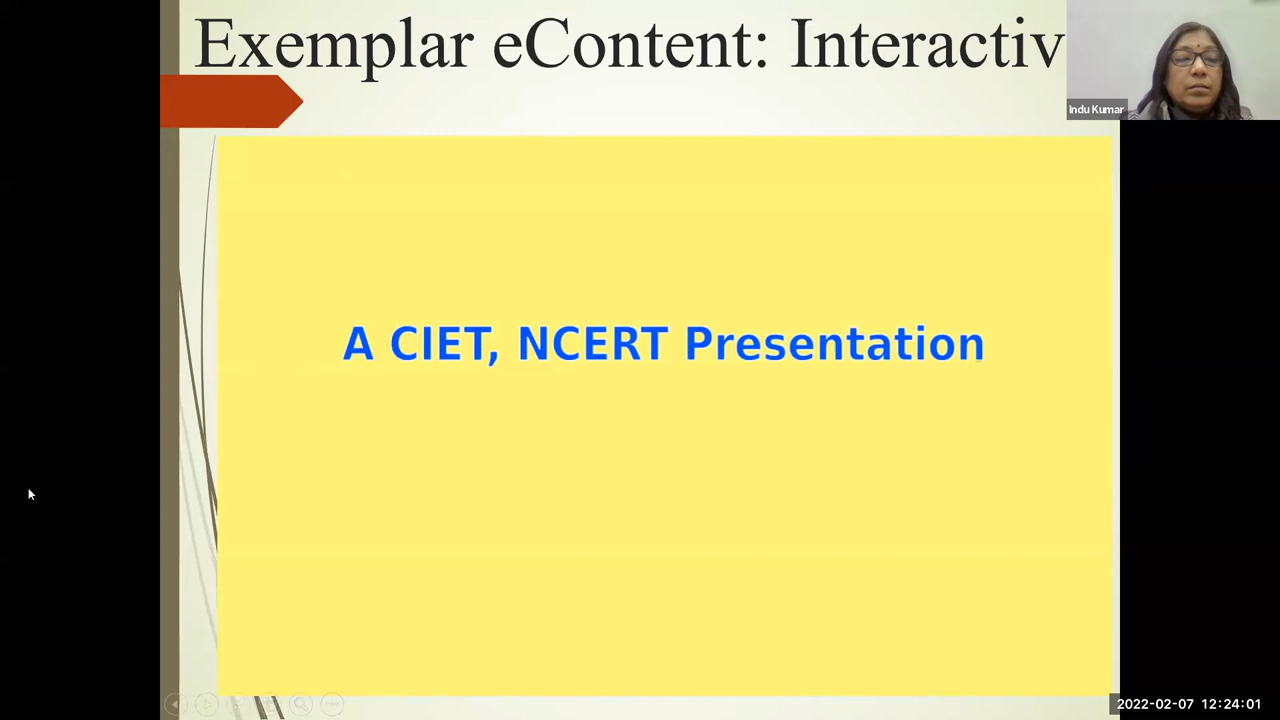 Exemplar eContent: Interactiv
Indu Kumar
A CIET, NCERT Presentation
2022-02-07 12:24:01